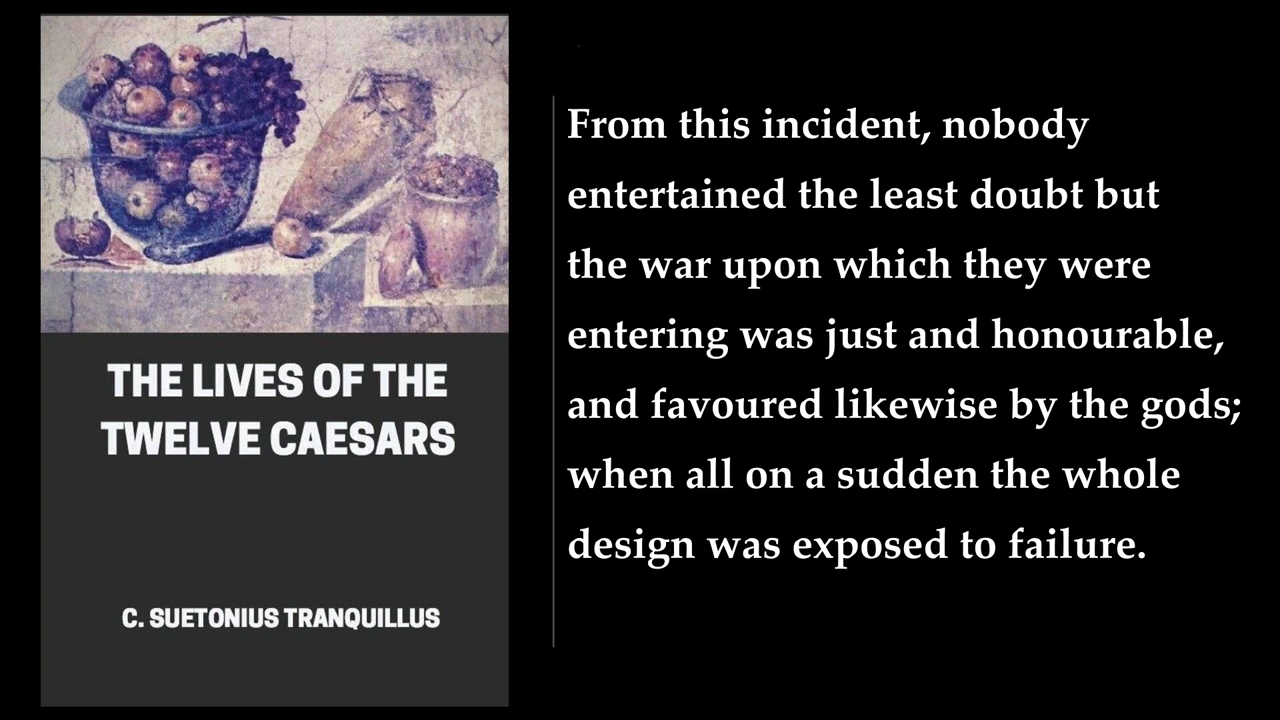 THE LIVES OF THE
TWELVE CAESARS
C. SUETONIUS TRANQUILLUS
From this incident, nobody
entertained the least doubt but
the war upon which they were
entering was just and honourable,
and favoured likewise by the gods;
when all on a sudden the whole
design was exposed to failure.